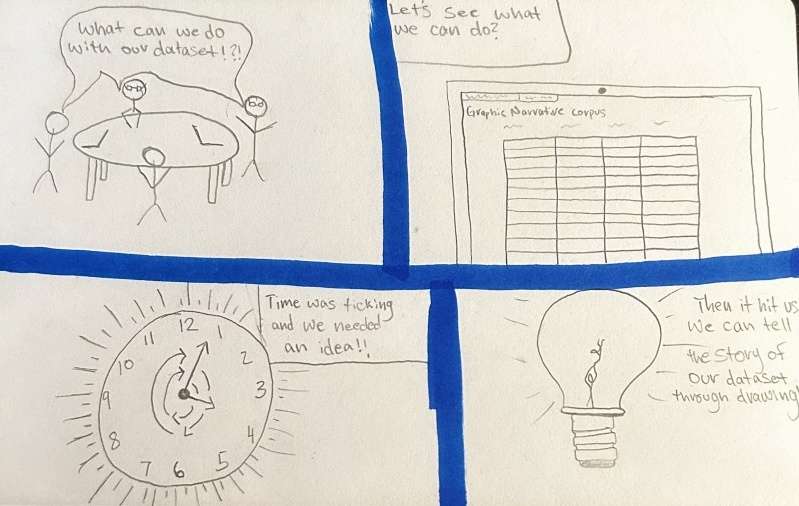 What can we do
with our dataset!?!
Let's see what
we can do?
Graphic Narrative corpus
Time was ticking
and we needed
an idea!!
12
1
2
3
4
5
6
7
8
9
10
11
Then it hit us
We can tell
the story of
our dataset
through drawing!